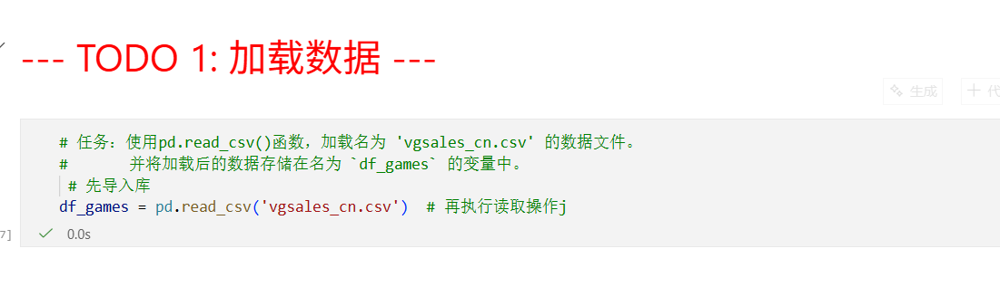 --- TODO 1: 加载数据 ---
生成
代
# 任务：使用pd.read_csv()函数，加载名为 'vgsales_cn.csv' 的数据文件。
#       并将加载后的数据存储在名为 `df_games` 的变量中。
# 先导入库
df_games = pd.read_csv('vgsales_cn.csv')  # 再执行读取操作j
7]
0.0s